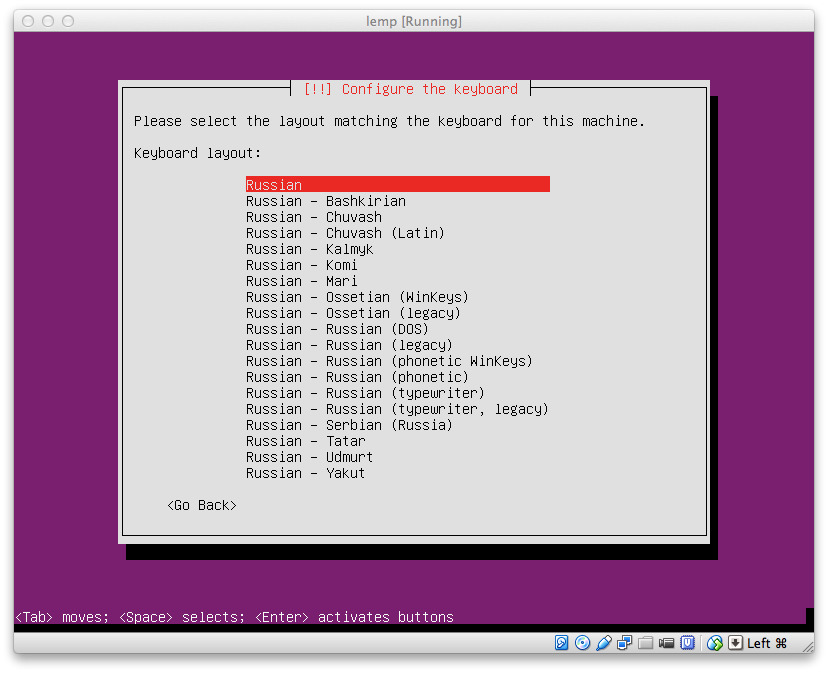 lemp [Running]
[!!] Configure the keyboard
Please select the layout matching the keyboard for this machine.
Keyboard layout:
Russian
Russian - Bashkirian
Russian - Chuvash
Russian - Chuvash (Latin)
Russian - Kalmyk
Russian - Komi
Russian - Mari
Russian - Ossetian (WinKeys)
Russian - Ossetian (legacy)
Russian - Russian (DOS)
Russian - Russian (legacy)
Russian - Russian (phonetic WinKeys)
Russian - Russian (phonetic)
Russian - Russian (typewriter)
Russian - Russian (typewriter, legacy)
Russian - Serbian (Russia)
Russian - Tatar
Russian - Udmurt
Russian - Yakut
<Go Back>
<Tab> moves; <Space> selects; <Enter> activates buttons
Left ⌘